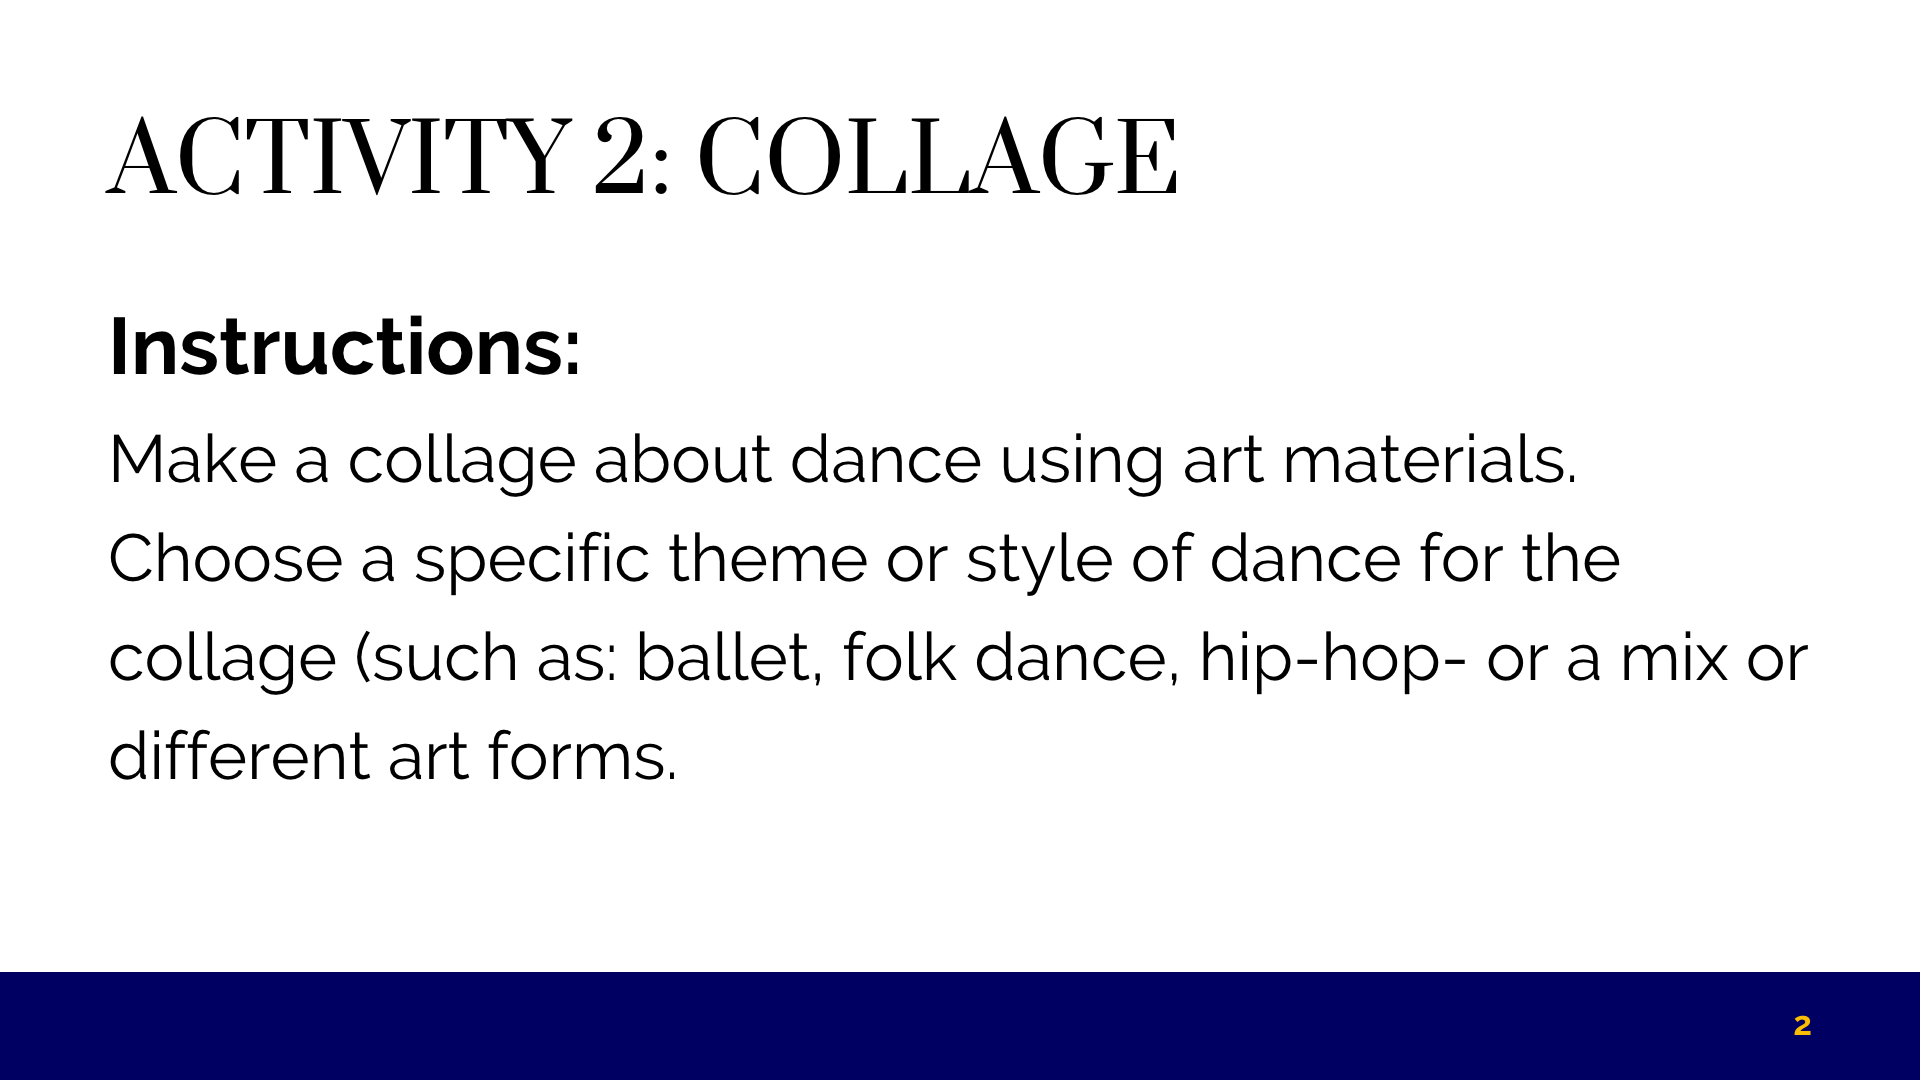 ACTIVITY 2: COLLAGE
Instructions:
Make a collage about dance using art materials.
Choose a specific theme or style of dance for the
collage (such as: ballet, folk dance, hip-hop- or a mix or
different art forms.
2